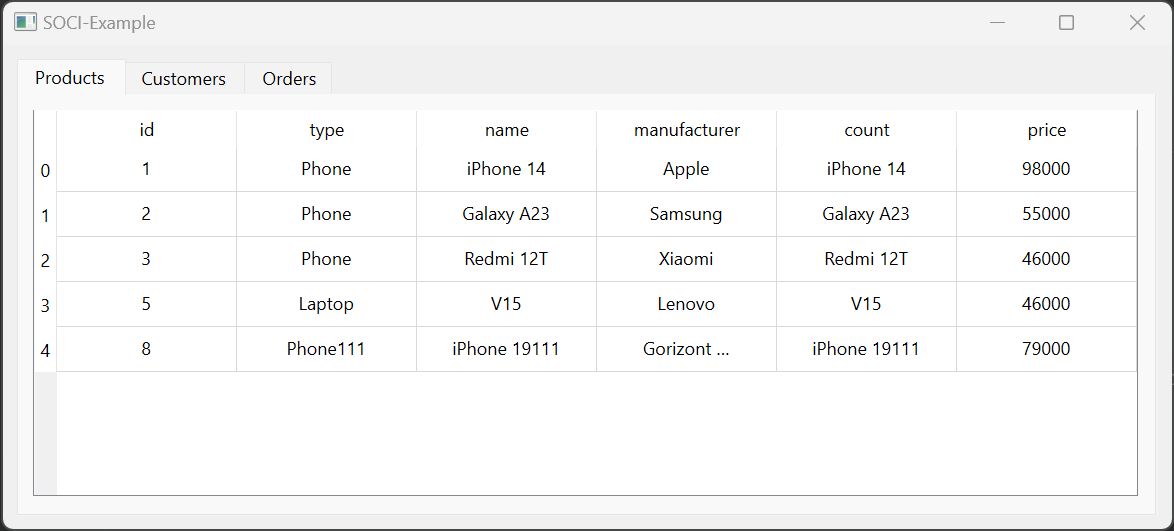 SOCI-Example
Products Customers Orders
id type name manufacturer count price
0 1 Phone iPhone 14 Apple iPhone 14 98000
1 2 Phone Galaxy A23 Samsung Galaxy A23 55000
2 3 Phone Redmi 12T Xiaomi Redmi 12T 46000
3 5 Laptop V15 Lenovo V15 46000
4 8 Phone111 iPhone 19111 Gorizont ... iPhone 19111 79000